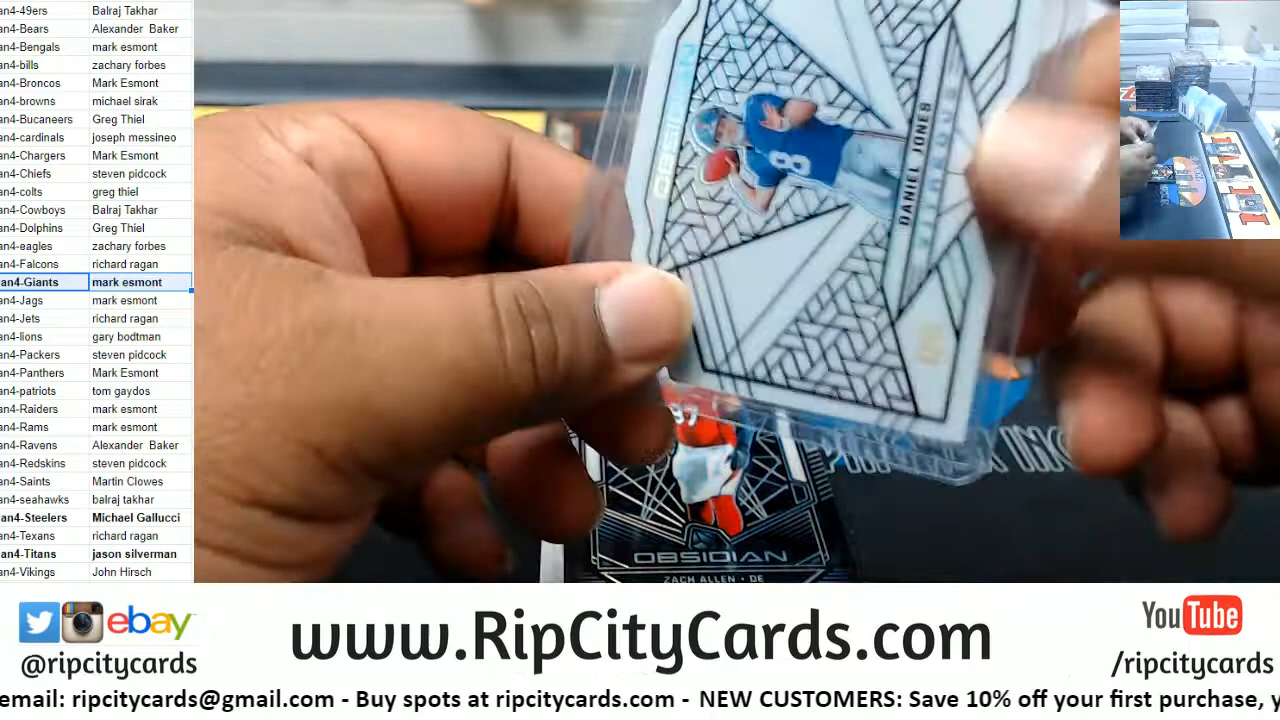 an4-49ers Balraj Takhar
an4-Bears Alexander Baker
an4-Bengals mark esmont
an4-bills zachary forbes
an4-Broncos Mark Esmont
an4-browns michael sirak
an4-Bucaneers Greg Thiel
an4-cardinals joseph messineo
an4-Chargers Mark Esmont
an4-Chiefs steven pidcock
an4-colts greg thiel
an4-Cowboys Balraj Takhar
an4-Dolphins Greg Thiel
an4-eagles zachary forbes
an4-Falcons richard ragan
an4-Giants mark esmont
an4-Jags mark esmont
an4-Jets richard ragan
an4-lions gary bodtman
an4-Packers steven pidcock
an4-Panthers Mark Esmont
an4-patriots tom gaydos
an4-Raiders mark esmont
an4-Rams mark esmont
an4-Ravens Alexander Baker
an4-Redskins steven pidcock
an4-Saints Martin Clowes
an4-seahawks balraj takhar
an4-Steelers Michael Gallucci
an4-Texans richard ragan
an4-Titans jason silverman
an4-Vikings John Hirsch
OBSIDIAN
8
DANIEL JONES
97
OBSIDIAN
ZACH ALLEN • DE
ebay
@ripcitycards
www.RipCityCards.com
YouTube
/ripcitycards
email: ripcitycards@gmail.com - Buy spots at ripcitycards.com - NEW CUSTOMERS: Save 10% off your first purchase, y